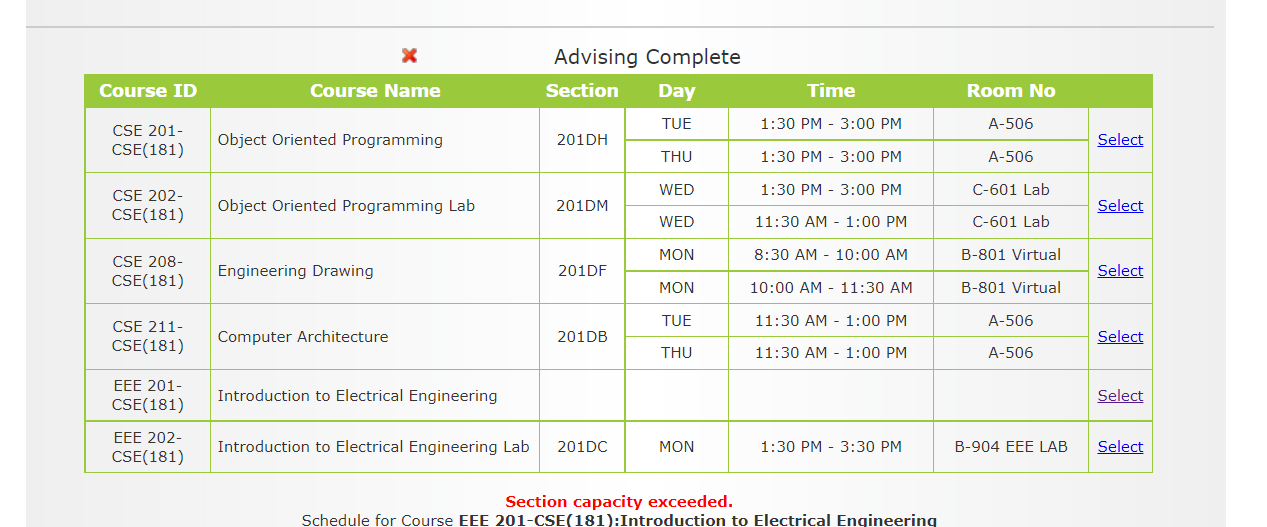 Advising Complete
Course ID Course Name Section Day Time Room No
CSE 201-
CSE(181)
Object Oriented Programming
201DH
TUE 1:30 PM - 3:00 PM A-506
THU 1:30 PM - 3:00 PM A-506
Select
CSE 202-
CSE(181)
Object Oriented Programming Lab
201DM
WED 1:30 PM - 3:00 PM C-601 Lab
WED 11:30 AM - 1:00 PM C-601 Lab
Select
CSE 208-
CSE(181)
Engineering Drawing
201DF
MON 8:30 AM - 10:00 AM B-801 Virtual
MON 10:00 AM - 11:30 AM B-801 Virtual
Select
CSE 211-
CSE(181)
Computer Architecture
201DB
TUE 11:30 AM - 1:00 PM A-506
THU 11:30 AM - 1:00 PM A-506
Select
EEE 201-
CSE(181)
Introduction to Electrical Engineering
Select
EEE 202-
CSE(181)
Introduction to Electrical Engineering Lab
201DC
MON 1:30 PM - 3:30 PM B-904 EEE LAB
Select
Section capacity exceeded.
Schedule for Course EEE 201-CSE(181):Introduction to Electrical Engineering